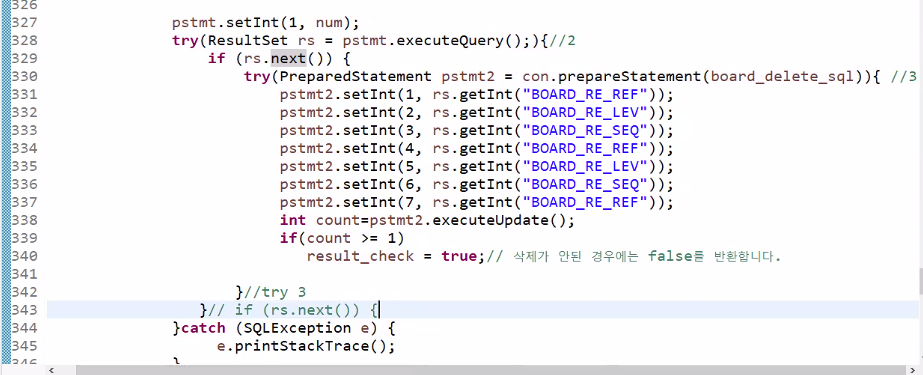 326
327 pstmt.setInt(1, num);
328 try(ResultSet rs = pstmt.executeQuery();){//2
329 if (rs.next()) {
330 try(PreparedStatement pstmt2 = con.prepareStatement(board_delete_sql)){ //3
331 pstmt2.setInt(1, rs.getInt("BOARD_RE_REF"));
332 pstmt2.setInt(2, rs.getInt("BOARD_RE_LEV"));
333 pstmt2.setInt(3, rs.getInt("BOARD_RE_SEQ"));
334 pstmt2.setInt(4, rs.getInt("BOARD_RE_REF"));
335 pstmt2.setInt(5, rs.getInt("BOARD_RE_LEV"));
336 pstmt2.setInt(6, rs.getInt("BOARD_RE_SEQ"));
337 pstmt2.setInt(7, rs.getInt("BOARD_RE_REF"));
338 int count=pstmt2.executeUpdate();
339 if(count >= 1)
340 result_check = true;// 삭제가 안된 경우에는 false를 반환합니다.
341
342 }//try 3
343 }// if (rs.next()) {
344 }catch (SQLException e) {
345 e.printStackTrace();
346 }